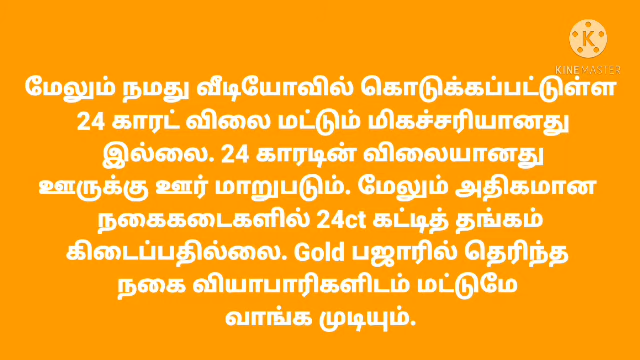 KINEMASTER
மேலும் நமது வீடியோவில் கொடுக்கப்பட்டுள்ள
24 காரட் விலை மட்டும் மிகச்சரியானது
இல்லை. 24 காரடின் விலையானது
ஊருக்கு ஊர் மாறுபடும். மேலும் அதிகமான
நகைகடைகளில் 24ct கட்டித் தங்கம்
கிடைப்பதில்லை. Gold பஜாரில் தெரிந்த
நகை வியாபாரிகளிடம் மட்டுமே
வாங்க முடியும்.